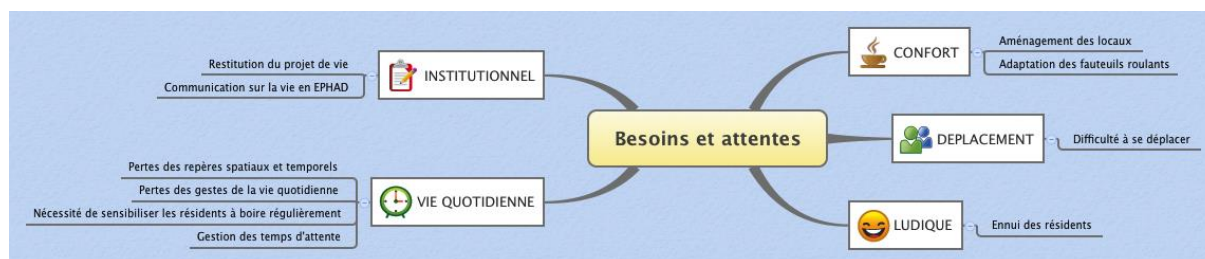 Besoins et attentes
INSTITUTIONNEL
Restitution du projet de vie
Communication sur la vie en EPHAD
VIE QUOTIDIENNE
Pertes des repères spatiaux et temporels
Pertes des gestes de la vie quotidienne
Nécessité de sensibiliser les résidents à boire régulièrement
Gestion des temps d'attente
CONFORT
Aménagement des locaux
Adaptation des fauteuils roulants
DEPLACEMENT
Difficulté à se déplacer
LUDIQUE
Ennui des résidents